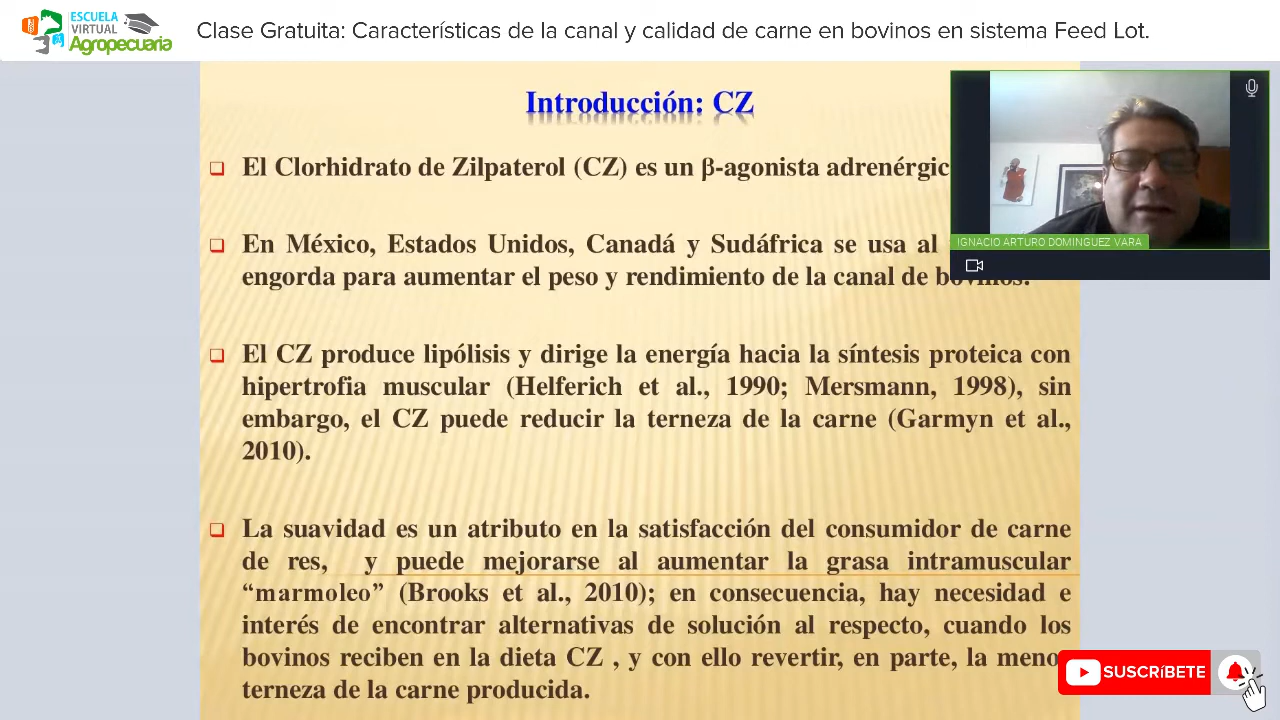 ESCUELA
VIRTUAL
Agropecuaria
Clase Gratuita: Características de la canal y calidad de carne en bovinos en sistema Feed Lot.
Introducción: CZ
El Clorhidrato de Zilpaterol (CZ) es un β-agonista
IGNACIO ARTURO DOMINGUEZ VARA
En México, Estados Unidos, Canadá y Sudáfrica se usa al
engorda para aumentar el peso y rendimiento de la canal de bovinos.
El CZ produce lipólisis y dirige la energía hacia la síntesis proteica con
hipertrofia muscular (Helferich et al., 1990; Mersmann, 1998), sin
embargo, el CZ puede reducir la terneza de la carne (Garmyn et al.,
2010).
La suavidad es un atributo en la satisfacción del consumidor de carne
de res, y puede mejorarse al aumentar la grasa intramuscular
“marmoleo” (Brooks et al., 2010); en consecuencia, hay necesidad e
interés de encontrar alternativas de solución al respecto, cuando los
bovinos reciben en la dieta CZ , y con ello revertir, en parte, la menor
terneza de la carne producida.
SUSCRíBETE